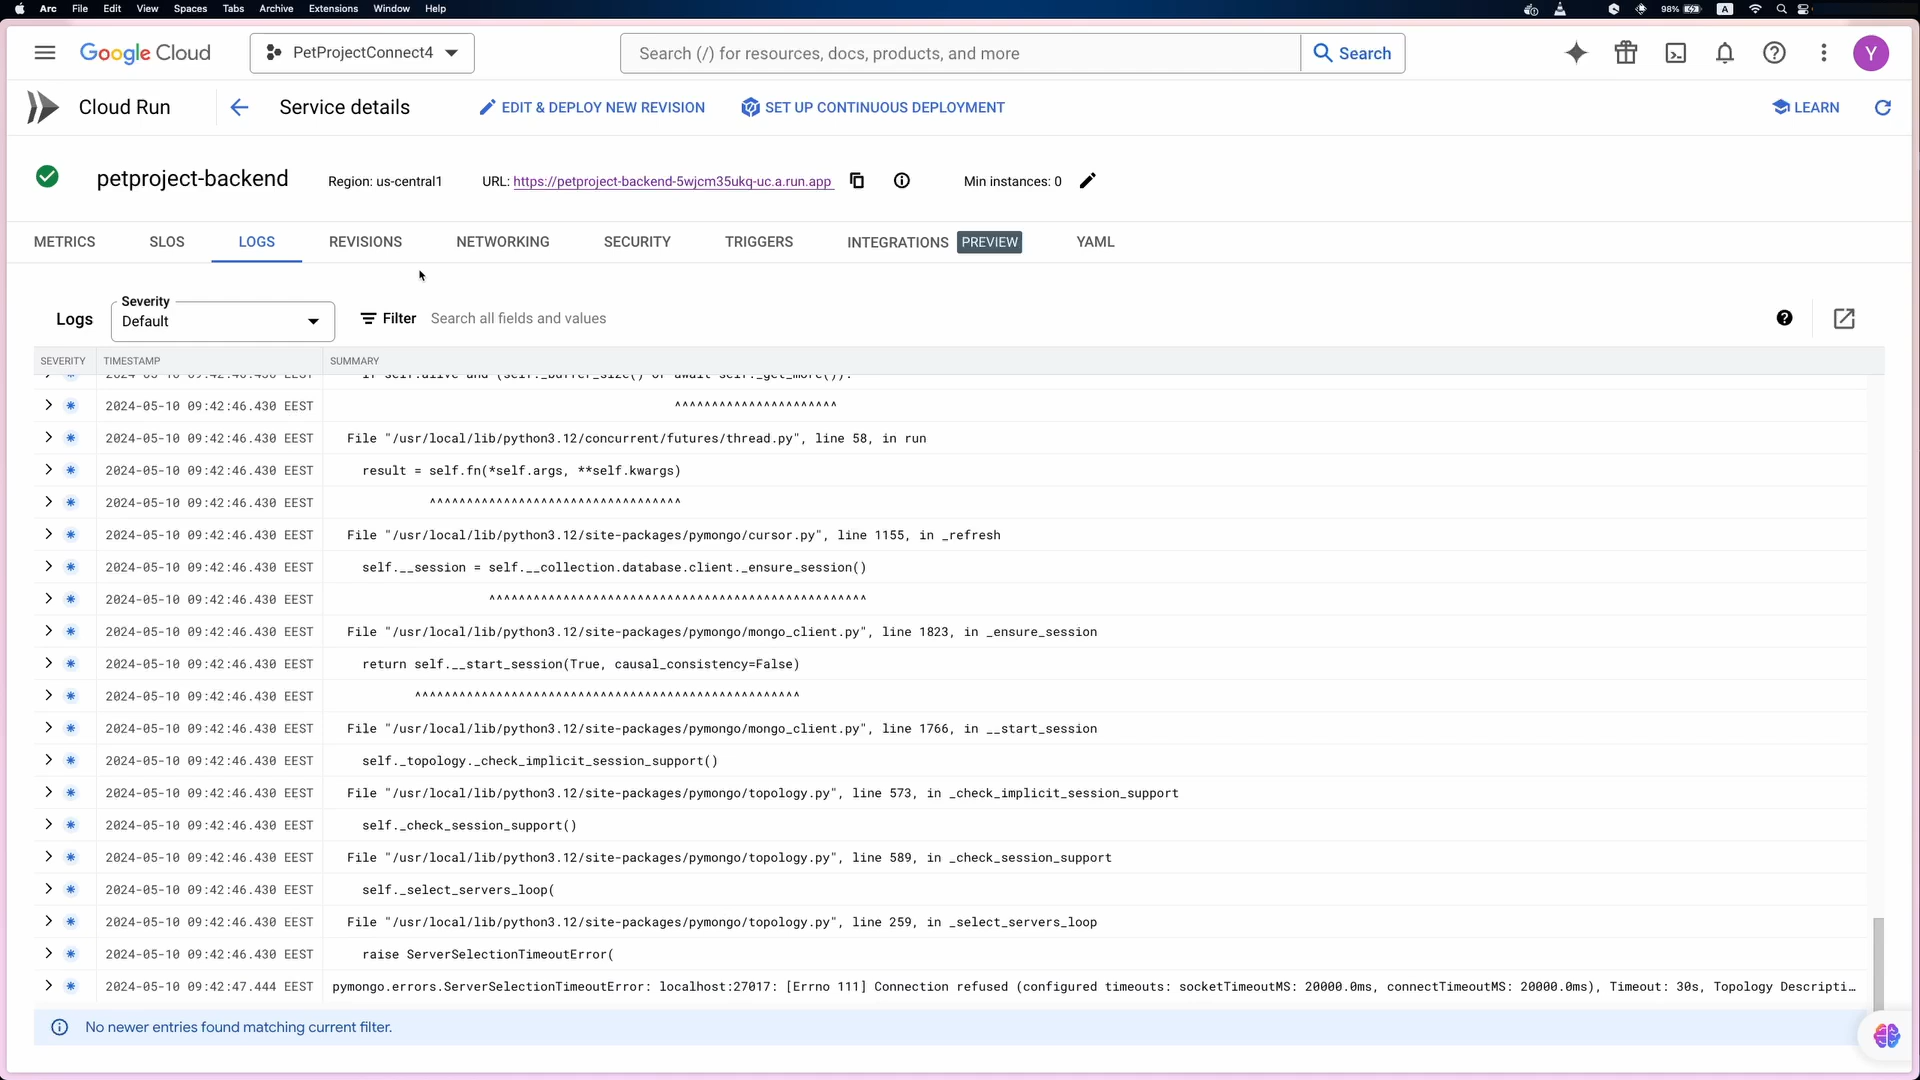 Arc File Edit View Spaces Tabs Archive Extensions Window Help 98% A
Google Cloud PetProjectConnect4 Search (/) for resources, docs, products, and more Search Y
Cloud Run Service details EDIT & DEPLOY NEW REVISION SET UP CONTINUOUS DEPLOYMENT LEARN
petproject-backend Region: us-central1 URL: https://petproject-backend-5wjcm35ukq-uc.a.run.app Min instances: 0
METRICS SLOS LOGS REVISIONS NETWORKING SECURITY TRIGGERS INTEGRATIONS PREVIEW YAML
Logs Severity Default Filter Search all fields and values
SEVERITY TIMESTAMP SUMMARY
2024-05-10 09:42:46.430 EEST if self.alive and (self._buffer_size() or await self._get_more()):
2024-05-10 09:42:46.430 EEST ^^^^^^^^^^^^^^^^^^^^^^
2024-05-10 09:42:46.430 EEST File "/usr/local/lib/python3.12/concurrent/futures/thread.py", line 58, in run
2024-05-10 09:42:46.430 EEST result = self.fn(*self.args, **self.kwargs)
2024-05-10 09:42:46.430 EEST ^^^^^^^^^^^^^^^^^^^^^^^^^^^^^^^^^^
2024-05-10 09:42:46.430 EEST File "/usr/local/lib/python3.12/site-packages/pymongo/cursor.py", line 1155, in _refresh
2024-05-10 09:42:46.430 EEST self.__session = self.__collection.database.client._ensure_session()
2024-05-10 09:42:46.430 EEST ^^^^^^^^^^^^^^^^^^^^^^^^^^^^^^^^^^^^^^^^^^^^^^^^^^^
2024-05-10 09:42:46.430 EEST File "/usr/local/lib/python3.12/site-packages/pymongo/mongo_client.py", line 1823, in _ensure_session
2024-05-10 09:42:46.430 EEST return self.__start_session(True, causal_consistency=False)
2024-05-10 09:42:46.430 EEST ^^^^^^^^^^^^^^^^^^^^^^^^^^^^^^^^^^^^^^^^^^^^^^^^^^^^
2024-05-10 09:42:46.430 EEST File "/usr/local/lib/python3.12/site-packages/pymongo/mongo_client.py", line 1766, in __start_session
2024-05-10 09:42:46.430 EEST self._topology._check_implicit_session_support()
2024-05-10 09:42:46.430 EEST File "/usr/local/lib/python3.12/site-packages/pymongo/topology.py", line 573, in _check_implicit_session_support
2024-05-10 09:42:46.430 EEST self._check_session_support()
2024-05-10 09:42:46.430 EEST File "/usr/local/lib/python3.12/site-packages/pymongo/topology.py", line 589, in _check_session_support
2024-05-10 09:42:46.430 EEST self._select_servers_loop(
2024-05-10 09:42:46.430 EEST File "/usr/local/lib/python3.12/site-packages/pymongo/topology.py", line 259, in _select_servers_loop
2024-05-10 09:42:46.430 EEST raise ServerSelectionTimeoutError(
2024-05-10 09:42:47.444 EEST pymongo.errors.ServerSelectionTimeoutError: localhost:27017: [Errno 111] Connection refused (configured timeouts: socketTimeoutMS: 20000.0ms, connectTimeoutMS: 20000.0ms), Timeout: 30s, Topology Descripti…
No newer entries found matching current filter.